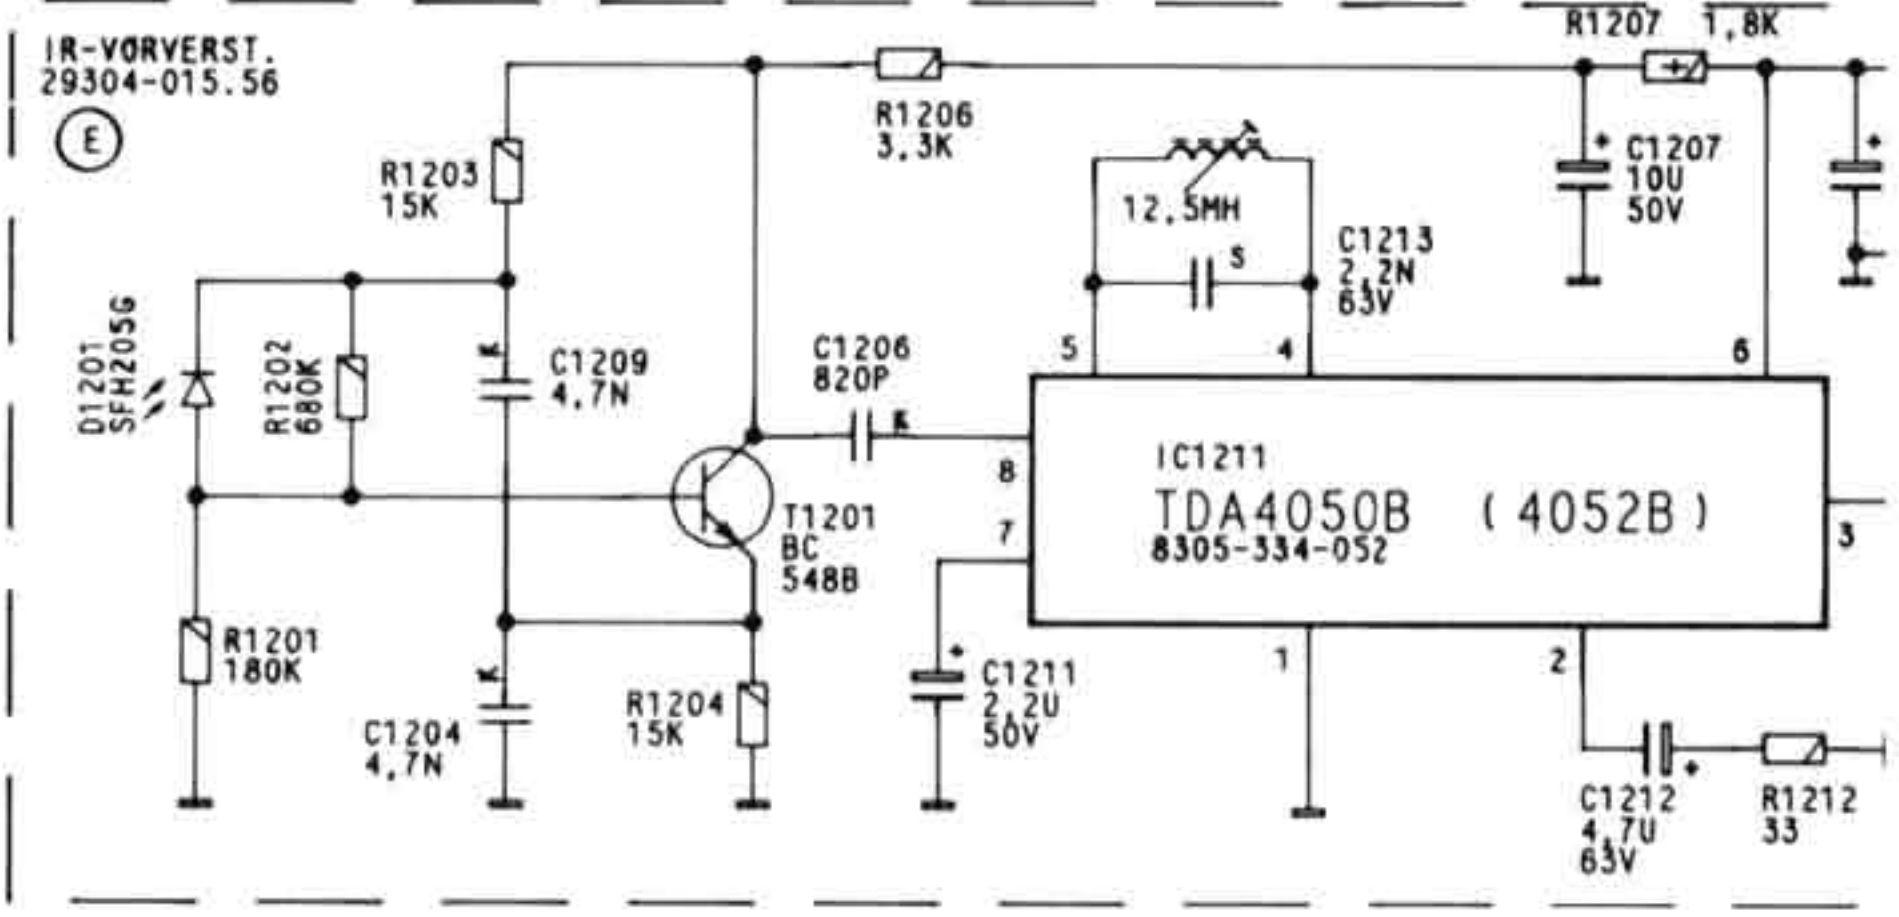 IR-VORVERST.
29304-015.56
E
R1207 1,8K
R1206
3,3K
R1203
15K
12,5MH
C1207
10U
50V
+
+
C1213
2,2N
63V
S
D1201
SFH205G
R1202
680K
K
C1209
4,7N
C1206
820P
K
5
4
6
8
7
IC1211
TDA4050B (4052B)
8305-334-052
3
T1201
BC
548B
R1201
180K
K
C1204
4,7N
R1204
15K
+
C1211
2,2U
50V
1
2
+
C1212
4,7U
63V
R1212
33